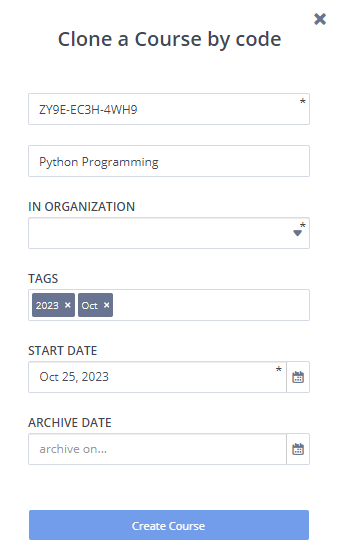 Clone a Course by code
ZY9E-EC3H-4WH9 *
Python Programming
IN ORGANIZATION
*
TAGS
2023 × Oct ×
START DATE
Oct 25, 2023 *
ARCHIVE DATE
archive on...
Create Course